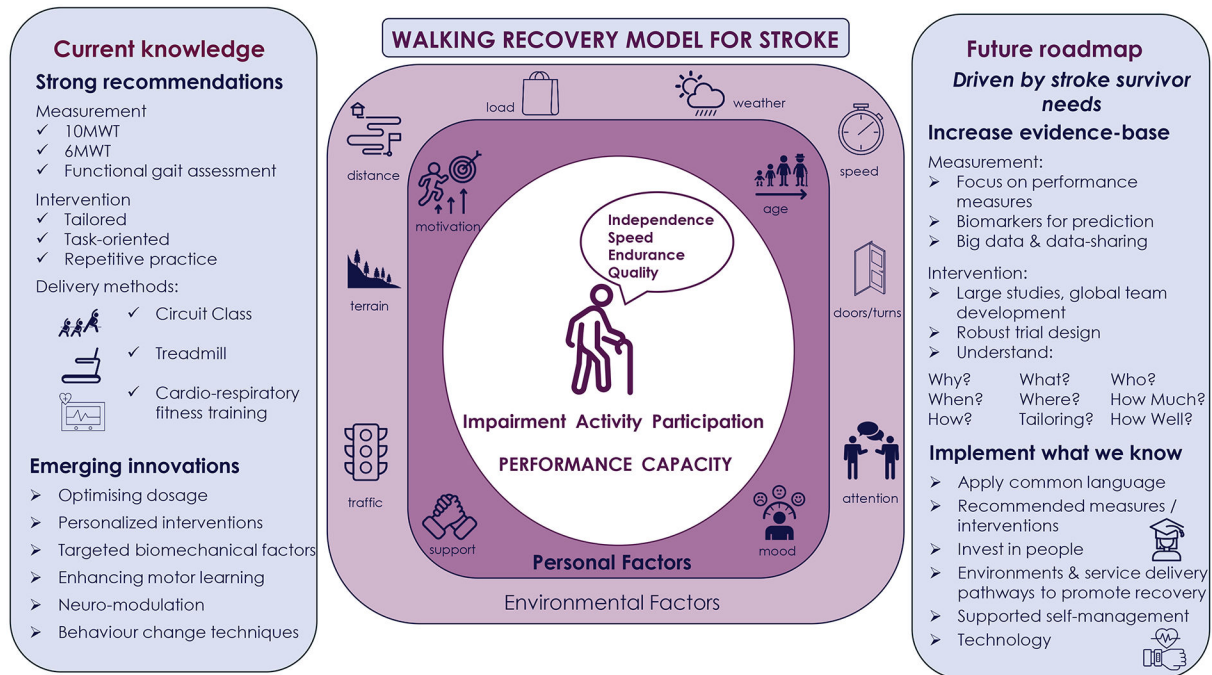 Current knowledge
Strong recommendations
Measurement
✓ 10MWT
✓ 6MWT
✓ Functional gait assessment
Intervention
✓ Tailored
✓ Task-oriented
✓ Repetitive practice
Delivery methods:
✓ Circuit Class
✓ Treadmill
✓ Cardio-respiratory
fitness training
Emerging innovations
➢ Optimising dosage
➢ Personalized interventions
➢ Targeted biomechanical factors
➢ Enhancing motor learning
➢ Neuro-modulation
➢ Behaviour change techniques
WALKING RECOVERY MODEL FOR STROKE
load
weather
distance
speed
motivation
age
Independence
Speed
Endurance
Quality
terrain
doors/turns
Impairment Activity Participation
PERFORMANCE CAPACITY
traffic
attention
support
mood
Personal Factors
Environmental Factors
Future roadmap
Driven by stroke survivor
needs
Increase evidence-base
Measurement:
➢ Focus on performance
measures
➢ Biomarkers for prediction
➢ Big data & data-sharing
Intervention:
➢ Large studies, global team
development
➢ Robust trial design
➢ Understand:
Why? What? Who?
When? Where? How Much?
How? Tailoring? How Well?
Implement what we know
➢ Apply common language
➢ Recommended measures /
interventions
➢ Invest in people
➢ Environments & service delivery
pathways to promote recovery
➢ Supported self-management
➢ Technology